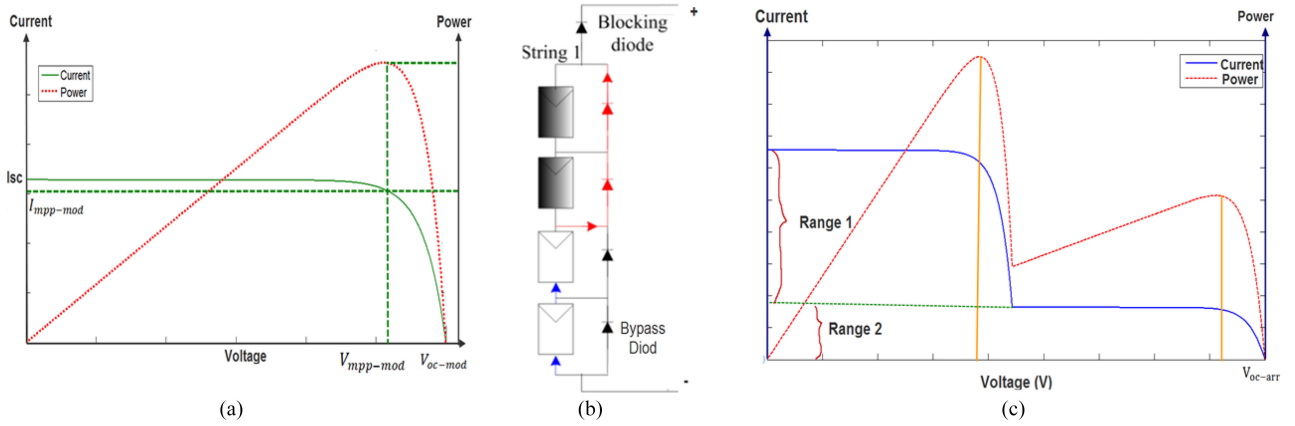 Current
Power
Current
Power
Isc
I_mpp-mod
Voltage
V_mpp-mod
V_oc-mod
(a)
+
Blocking
diode
String 1
Bypass
Diod
-
(b)
Current
Power
Current
Power
Range 1
Range 2
Voltage (V)
V_oc-arr
(c)